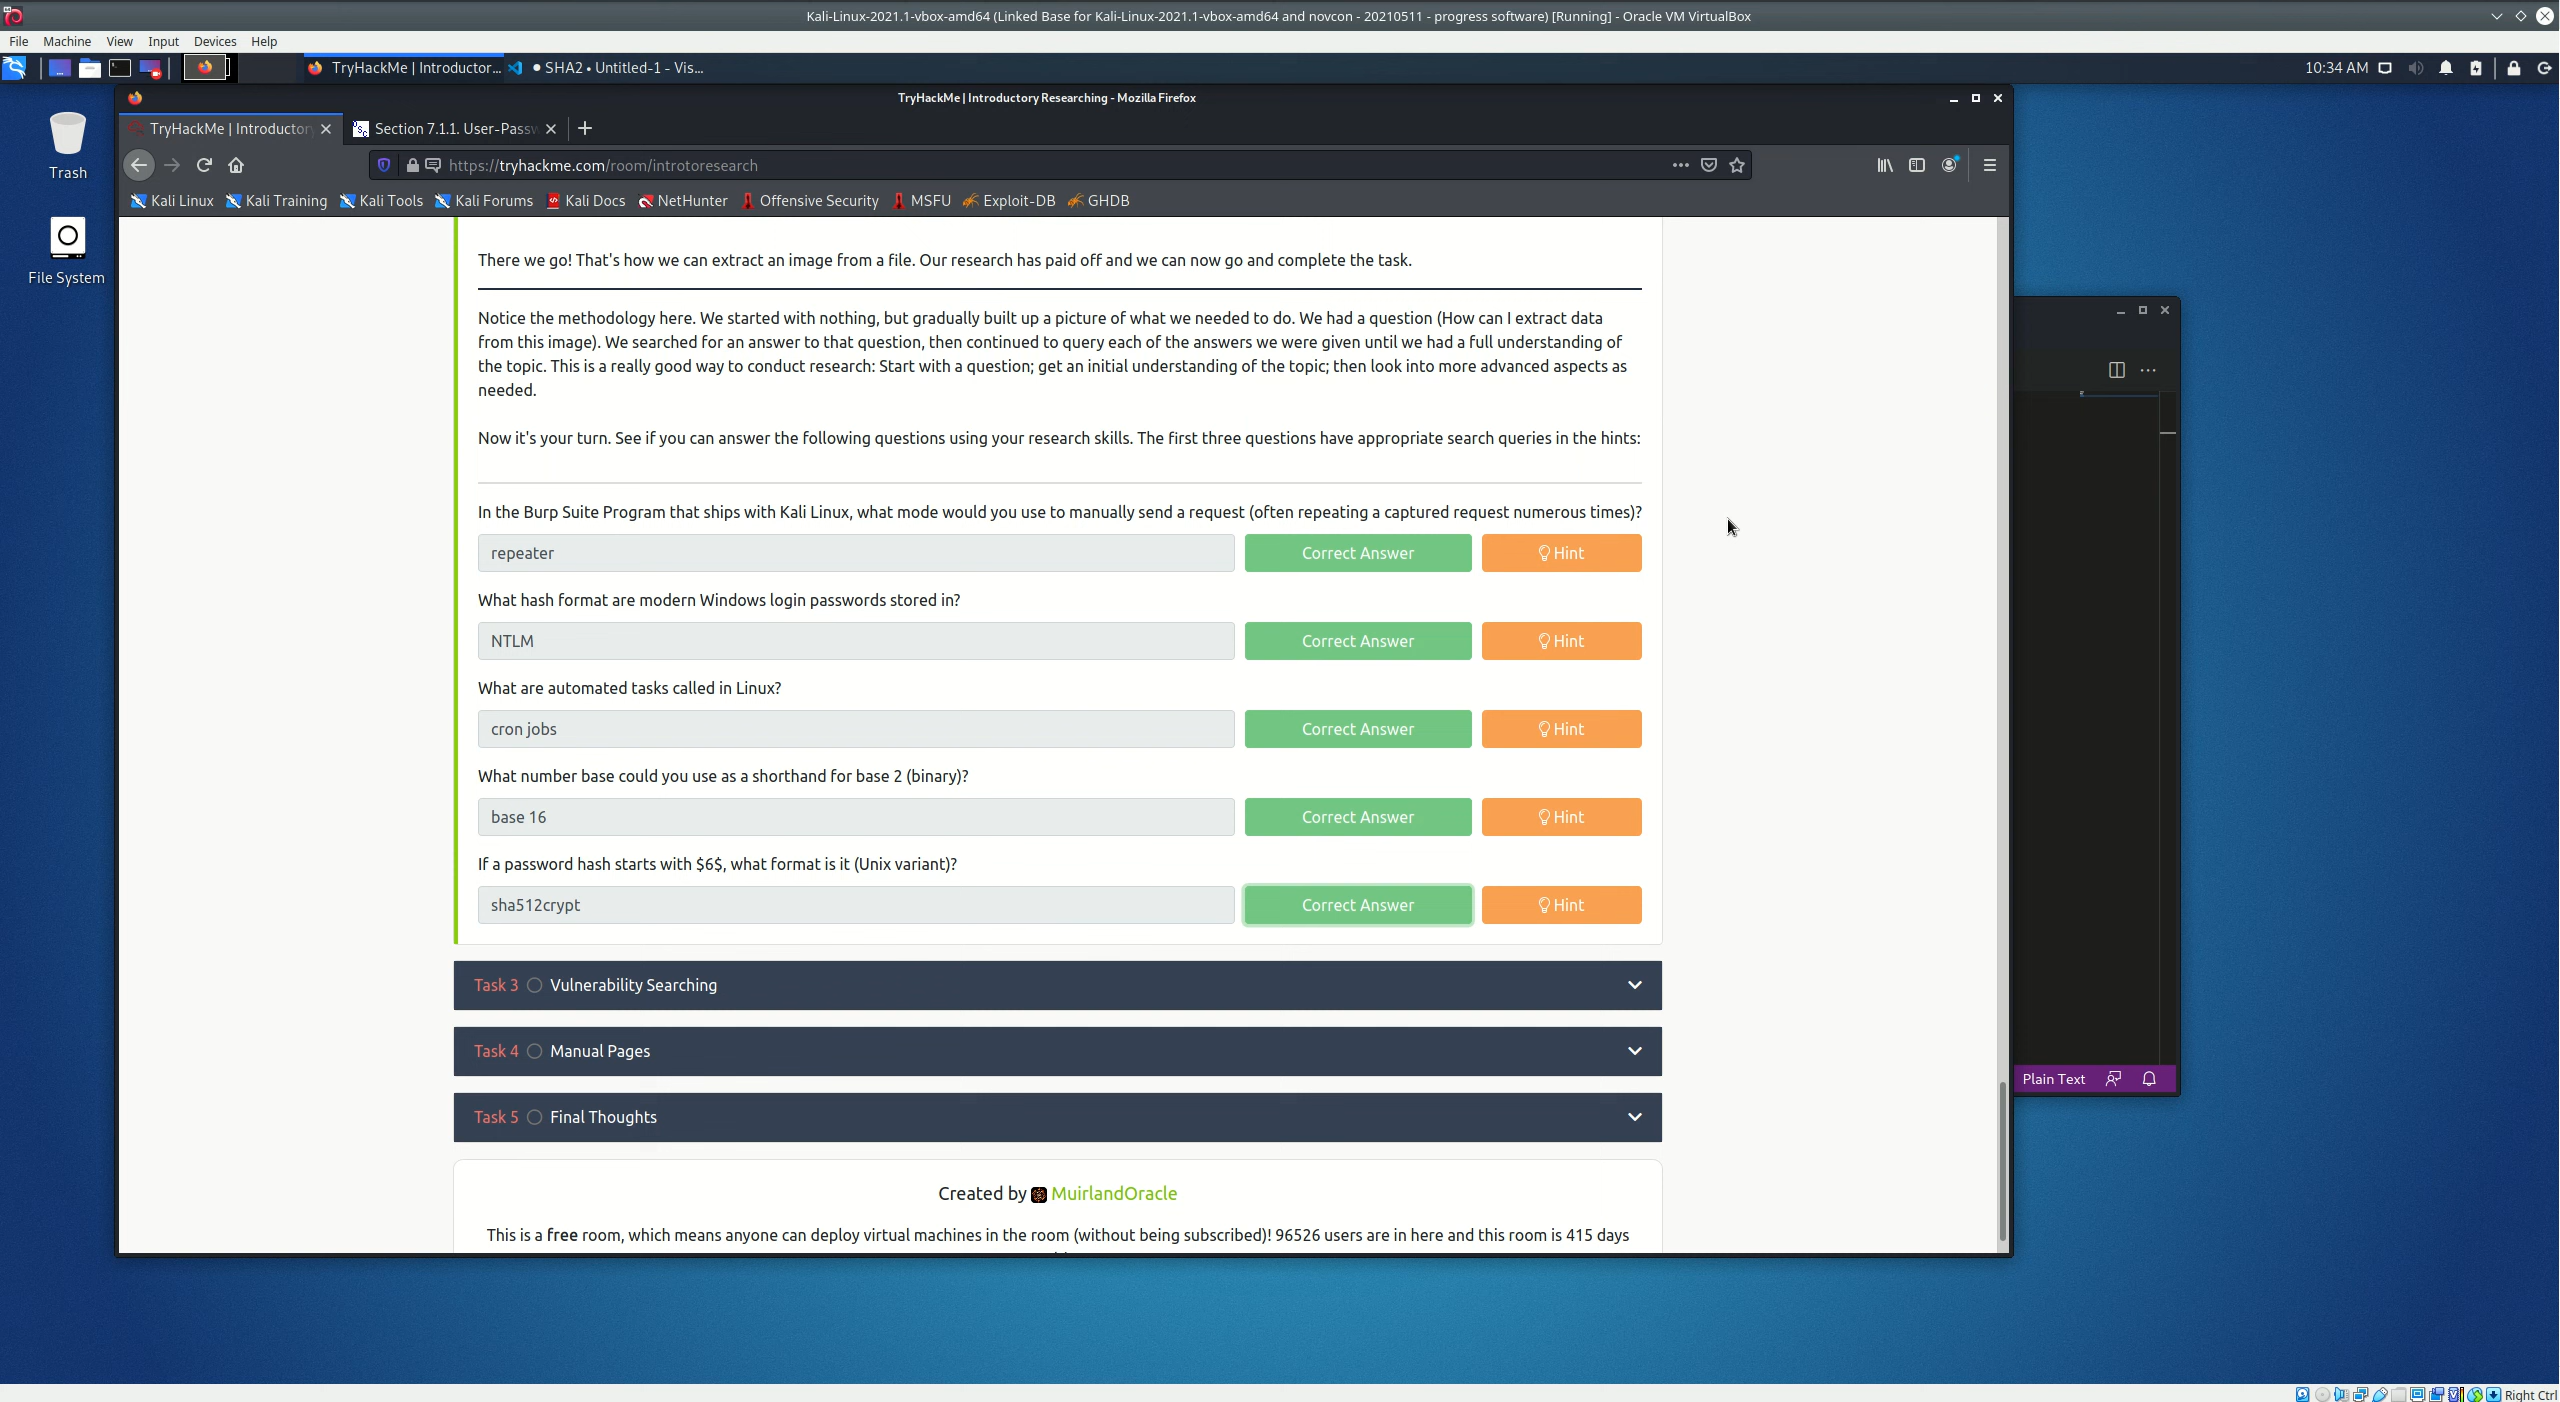 Kali-Linux-2021.1-vbox-amd64 (Linked Base for Kali-Linux-2021.1-vbox-amd64 and novcon - 20210511 - progress software) [Running] - Oracle VM VirtualBox
File Machine View Input Devices Help
TryHackMe | Introductor... ● SHA2 • Untitled-1 - Vis... 10:34 AM
TryHackMe | Introductory Researching - Mozilla Firefox
Trash
File System
TryHackMe | Introductory Section 7.1.1. User-Passw
https://tryhackme.com/room/introtoresearch
Kali Linux Kali Training Kali Tools Kali Forums Kali Docs NetHunter Offensive Security MSFU Exploit-DB GHDB
There we go! That's how we can extract an image from a file. Our research has paid off and we can now go and complete the task.
Notice the methodology here. We started with nothing, but gradually built up a picture of what we needed to do. We had a question (How can I extract data
from this image). We searched for an answer to that question, then continued to query each of the answers we were given until we had a full understanding of
the topic. This is a really good way to conduct research: Start with a question; get an initial understanding of the topic; then look into more advanced aspects as
needed.
Now it's your turn. See if you can answer the following questions using your research skills. The first three questions have appropriate search queries in the hints:
In the Burp Suite Program that ships with Kali Linux, what mode would you use to manually send a request (often repeating a captured request numerous times)?
repeater Correct Answer Hint
What hash format are modern Windows login passwords stored in?
NTLM Correct Answer Hint
What are automated tasks called in Linux?
cron jobs Correct Answer Hint
What number base could you use as a shorthand for base 2 (binary)?
base 16 Correct Answer Hint
If a password hash starts with $6$, what format is it (Unix variant)?
sha512crypt Correct Answer Hint
Task 3 Vulnerability Searching
Task 4 Manual Pages
Task 5 Final Thoughts
Plain Text
Created by MuirlandOracle
This is a free room, which means anyone can deploy virtual machines in the room (without being subscribed)! 96526 users are in here and this room is 415 days
Right Ctrl